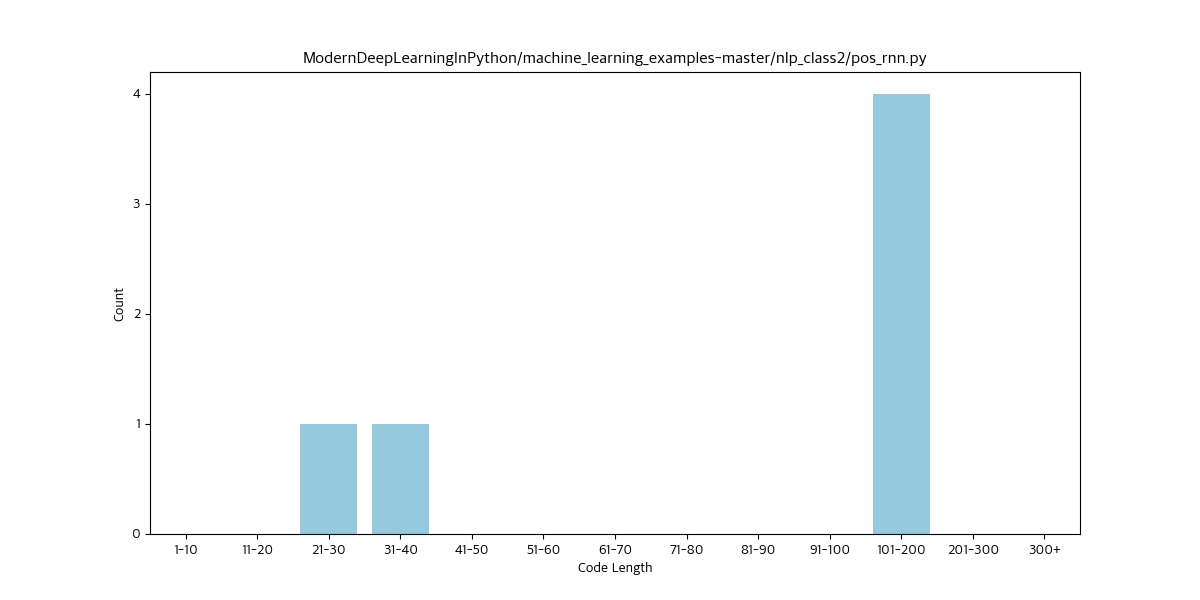 ModernDeepLearningInPython/machine_learning_examples-master/nlp_class2/pos_rnn.py
4
3
2
1
0
Count
1-10 11-20 21-30 31-40 41-50 51-60 61-70 71-80 81-90 91-100 101-200 201-300 300+
Code Length